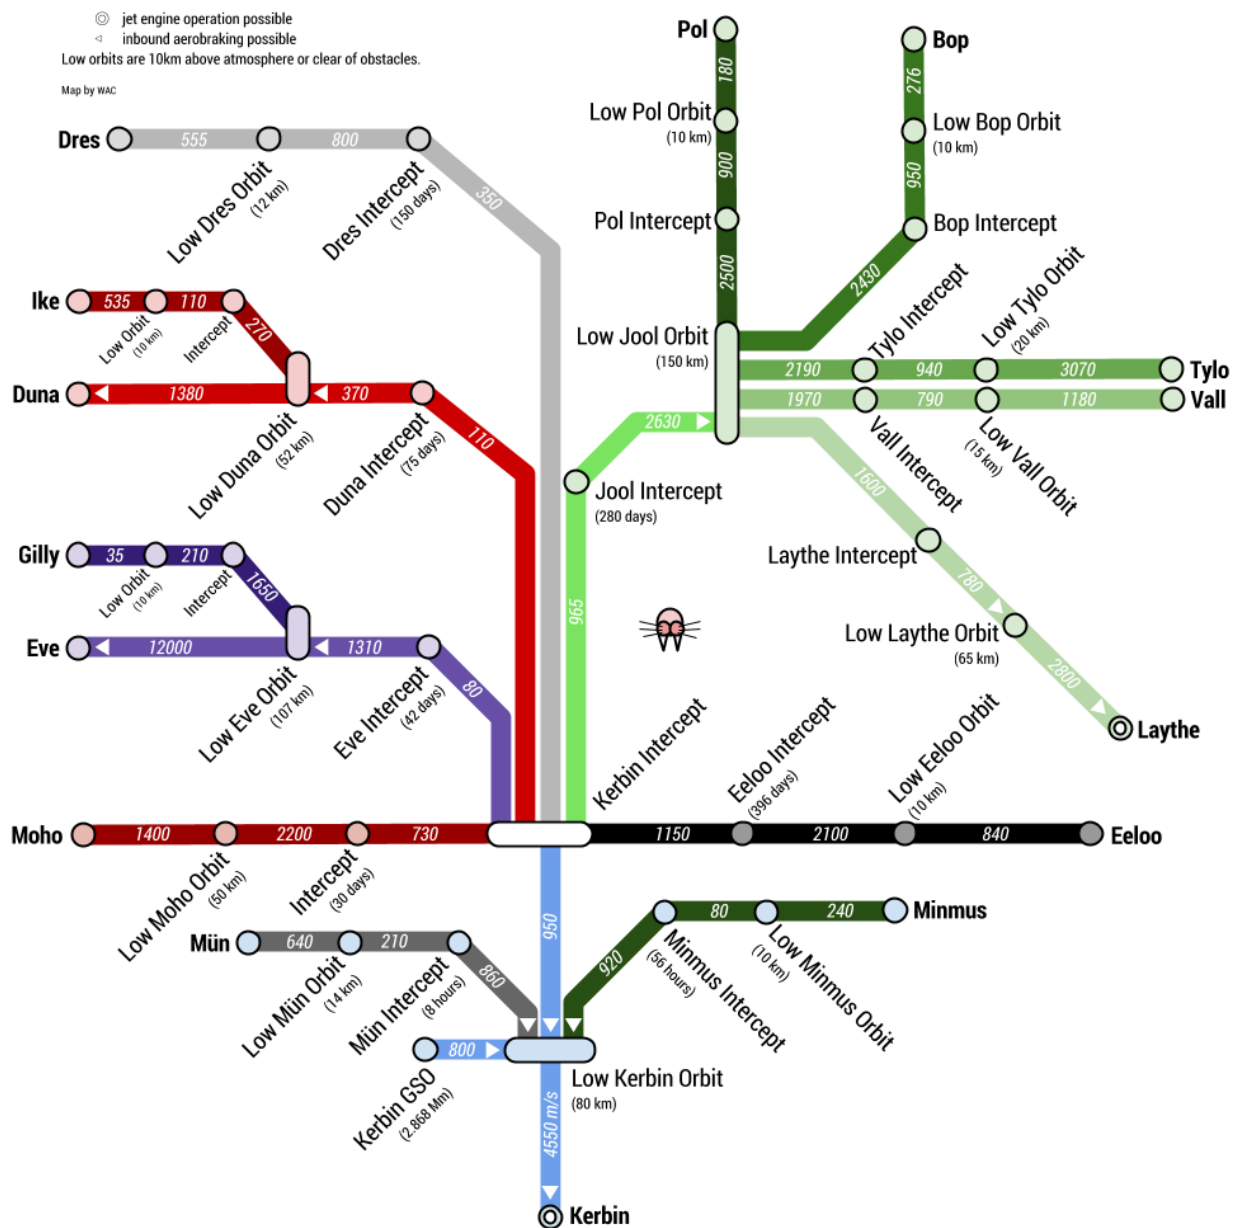 jet engine operation possible
inbound aerobraking possible
Low orbits are 10km above atmosphere or clear of obstacles.
Map by WAC
Pol
180
Low Pol Orbit
(10 km)
900
Pol Intercept
2500
Bop
276
Low Bop Orbit
(10 km)
950
Bop Intercept
2430
Dres
555
800
350
Low Dres Orbit
(12 km)
Dres Intercept
(150 days)
Ike
535
110
270
Low Orbit
(10 km)
Intercept
Duna
1380
370
110
Low Duna Orbit
(52 km)
Duna Intercept
(75 days)
Low Jool Orbit
(150 km)
Tylo Intercept
Low Tylo Orbit
(20 km)
2190
940
3070
Tylo
1970
790
1180
Vall
Vall Intercept
Low Vall Orbit
(15 km)
2630
Jool Intercept
(280 days)
965
1600
Laythe Intercept
780
Low Laythe Orbit
(65 km)
2800
Laythe
Gilly
35
210
1650
Low Orbit
(10 km)
Intercept
Eve
12000
1310
80
Low Eve Orbit
(107 km)
Eve Intercept
(42 days)
Kerbin Intercept
Eeloo Intercept
(396 days)
Low Eeloo Orbit
(10 km)
Moho
1400
2200
730
1150
2100
840
Eeloo
Low Moho Orbit
(50 km)
Intercept
(30 days)
950
Mün
640
210
860
Low Mün Orbit
(14 km)
Mün Intercept
(8 hours)
920
80
240
Minmus
Minmus Intercept
(56 hours)
Low Minmus Orbit
(10 km)
800
Kerbin GSO
(2.868 Mm)
Low Kerbin Orbit
(80 km)
4550 m/s
Kerbin